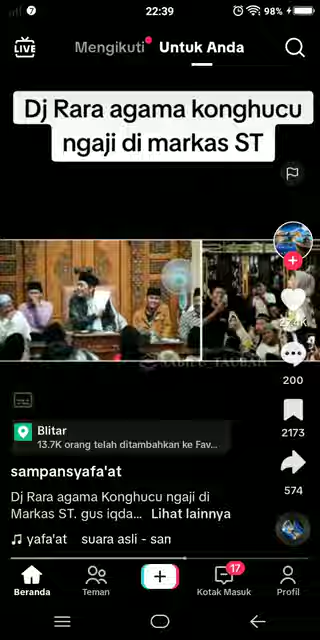 22:39
98%
LIVE
Mengikuti
Untuk Anda
Dj Rara agama konghucu
ngaji di markas ST
200
Blitar
13.7K orang telah ditambahkan ke Fav...
2173
sampansyafa'at
574
Dj Rara agama Konghucu ngaji di
Markas ST. gus iqda... Lihat lainnya
yafa'at suara asli - san
17
Beranda
Teman
Kotak Masuk
Profil